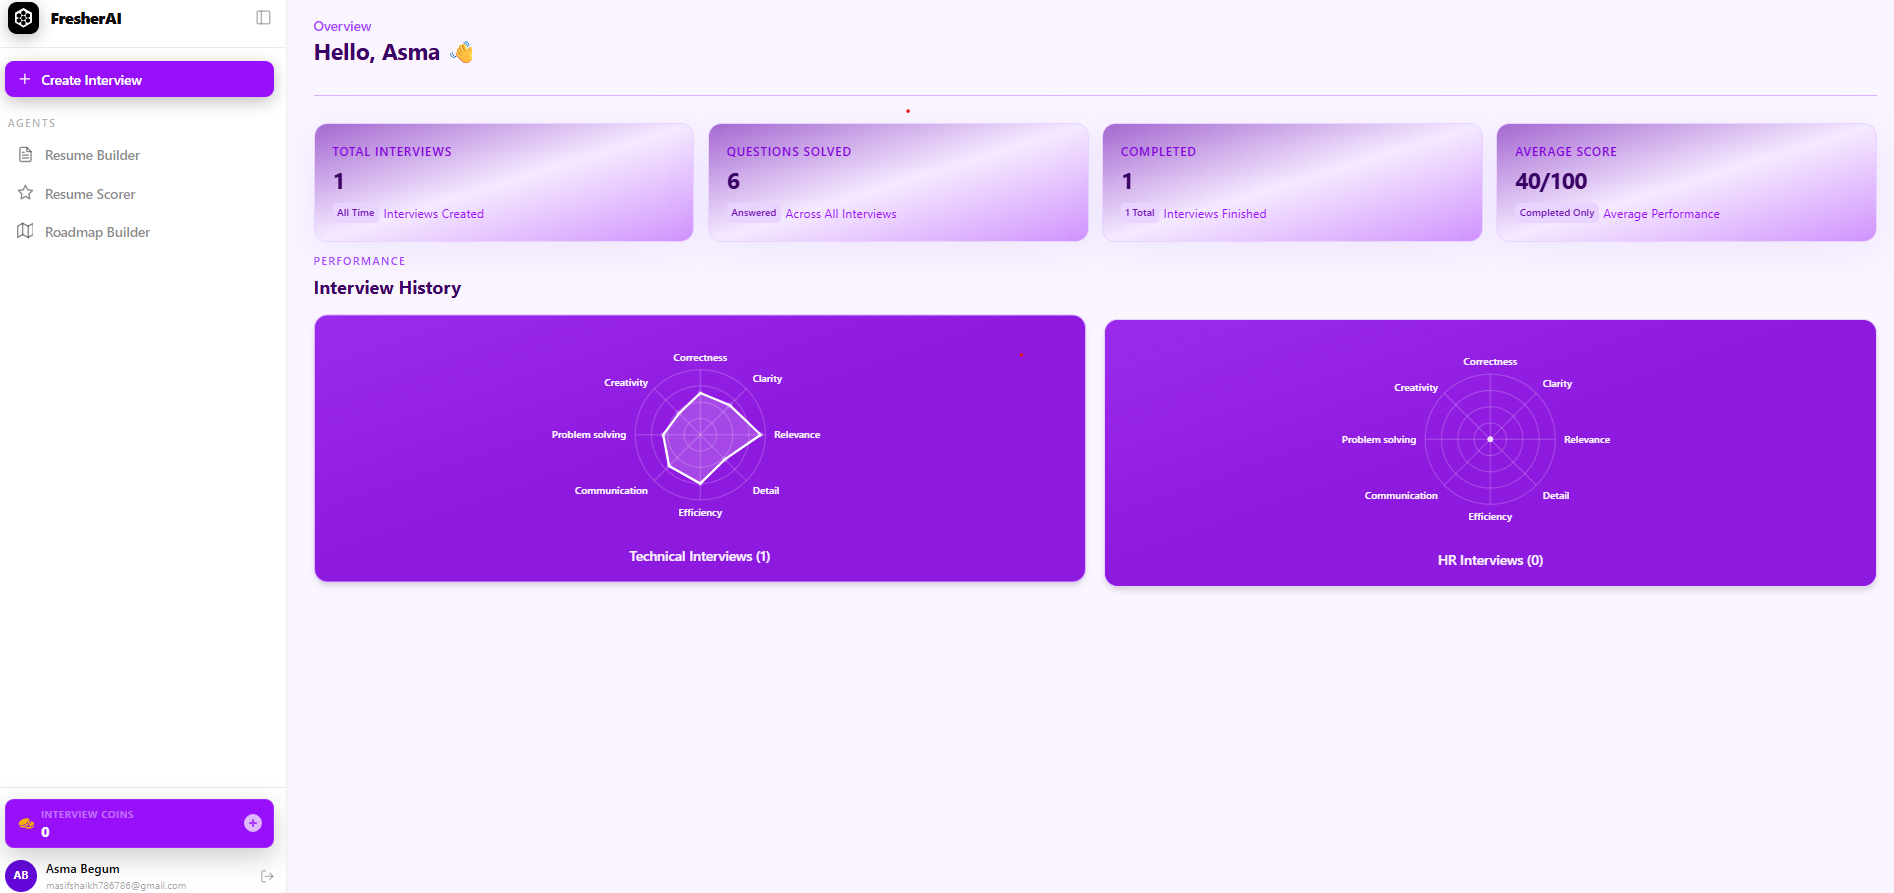 FresherAI
Create Interview
AGENTS
Resume Builder
Resume Scorer
Roadmap Builder
INTERVIEW COINS
0
AB
Asma Begum
masifshaikh786786@gmail.com
Overview
Hello, Asma 👋
TOTAL INTERVIEWS
1
All Time Interviews Created
QUESTIONS SOLVED
6
Answered Across All Interviews
COMPLETED
1
1 Total Interviews Finished
AVERAGE SCORE
40/100
Completed Only Average Performance
PERFORMANCE
Interview History
Correctness
Clarity
Relevance
Detail
Efficiency
Communication
Problem solving
Creativity
Technical Interviews (1)
Correctness
Clarity
Relevance
Detail
Efficiency
Communication
Problem solving
Creativity
HR Interviews (0)